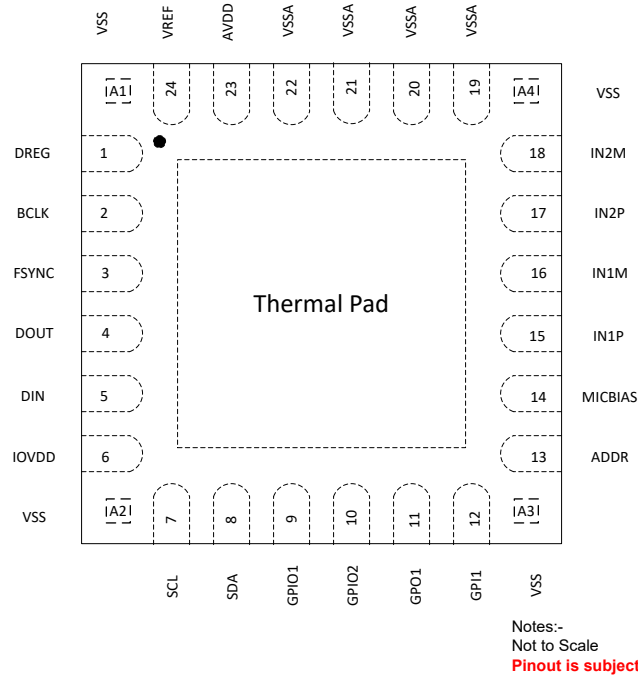 VSS VREF AVDD VSSA VSSA VSSA VSSA
A1 24 23 22 21 20 19 A4 VSS
DREG 1 18 IN2M
BCLK 2 17 IN2P
FSYNC 3 16 IN1M
Thermal Pad
DOUT 4 15 IN1P
DIN 5 14 MICBIAS
IOVDD 6 13 ADDR
VSS A2 7 8 9 10 11 12 A3
SCL SDA GPIO1 GPIO2 GPO1 GPI1 VSS
Notes:-
Not to Scale
Pinout is subject